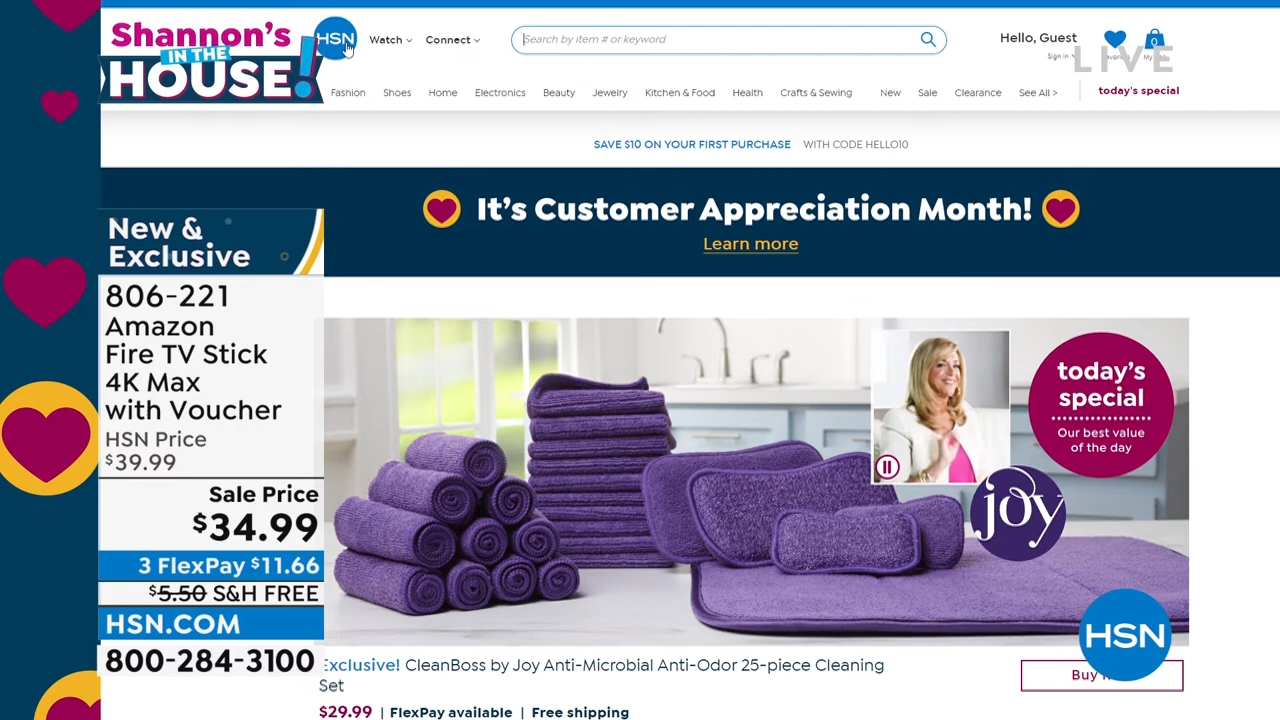 Shannon's
IN THE
HOUSE!
HSN
Watch
Connect
Search by item # or keyword
Hello, Guest
Sign in
0
LIVE
Fashion
Shoes
Home
Electronics
Beauty
Jewelry
Kitchen & Food
Health
Crafts & Sewing
New
Sale
Clearance
See All >
today's special
SAVE $10 ON YOUR FIRST PURCHASE WITH CODE HELLO10
It's Customer Appreciation Month!
Learn more
New &
Exclusive
806-221
Amazon
Fire TV Stick
4K Max
with Voucher
HSN Price
$39.99
Sale Price
$34.99
3 FlexPay $11.66
$5.50 S&H FREE
HSN.COM
800-284-3100
today's
special
Our best value
of the day
joy
HSN
Exclusive! CleanBoss by Joy Anti-Microbial Anti-Odor 25-piece Cleaning
Set
Buy
$29.99 | FlexPay available | Free shipping